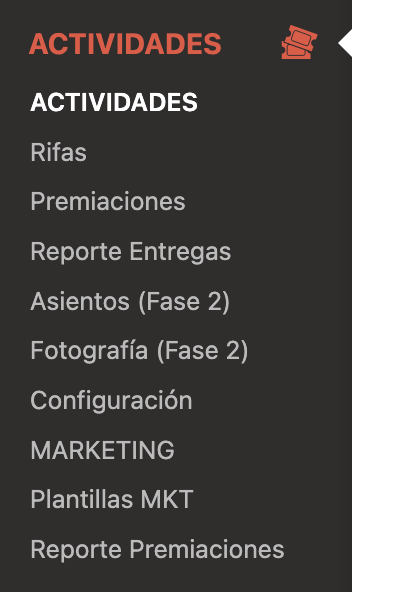 ACTIVIDADES
ACTIVIDADES
Rifas
Premiaciones
Reporte Entregas
Asientos (Fase 2)
Fotografía (Fase 2)
Configuración
MARKETING
Plantillas MKT
Reporte Premiaciones